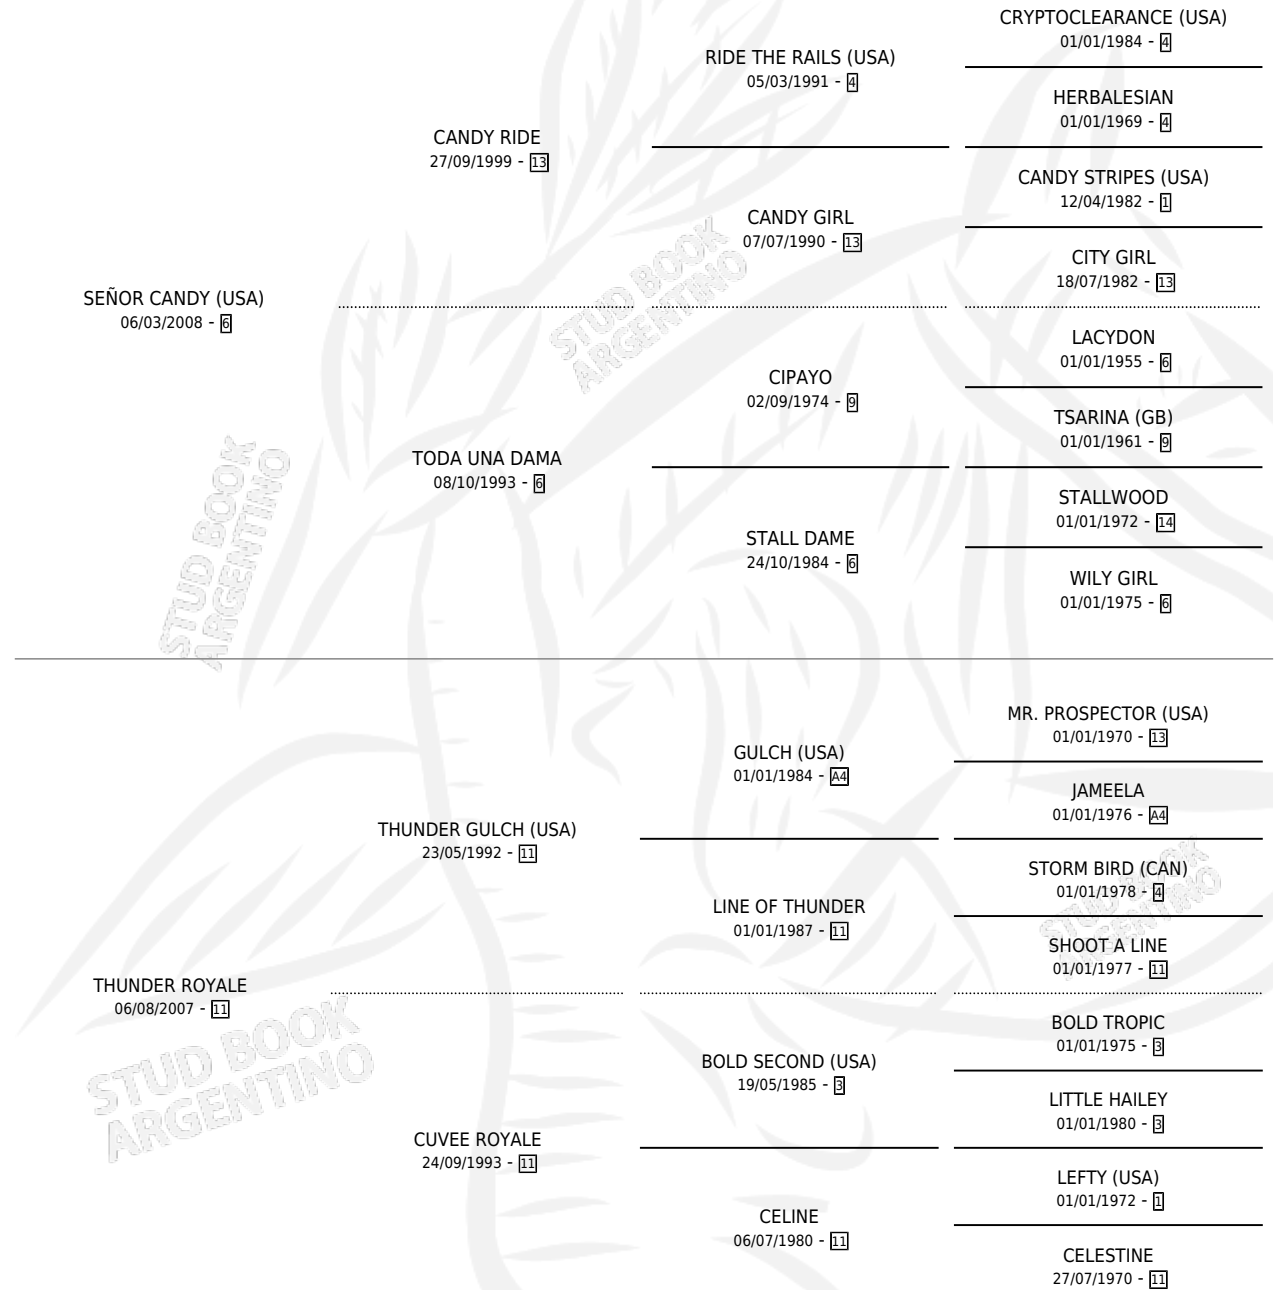 CRYPTOCLEARANCE (USA)
01/01/1984 - 4
RIDE THE RAILS (USA)
05/03/1991 - 4
HERBALESIAN
01/01/1969 - 4
CANDY RIDE
27/09/1999 - 13
CANDY STRIPES (USA)
12/04/1982 - 1
CANDY GIRL
07/07/1990 - 13
CITY GIRL
18/07/1982 - 13
SEÑOR CANDY (USA)
06/03/2008 - 6
LACYDON
01/01/1955 - 6
CIPAYO
02/09/1974 - 9
TSARINA (GB)
01/01/1961 - 9
TODA UNA DAMA
08/10/1993 - 6
STALLWOOD
01/01/1972 - 14
STALL DAME
24/10/1984 - 6
WILY GIRL
01/01/1975 - 6
STUD BOOK
ARGENTINO
STUD BOOK
ARGENTINO
MR. PROSPECTOR (USA)
01/01/1970 - 13
GULCH (USA)
01/01/1984 - A4
JAMEELA
01/01/1976 - A4
THUNDER GULCH (USA)
23/05/1992 - 11
STORM BIRD (CAN)
01/01/1978 - 4
LINE OF THUNDER
01/01/1987 - 11
SHOOT A LINE
01/01/1977 - 11
THUNDER ROYALE
06/08/2007 - 11
BOLD TROPIC
01/01/1975 - 3
BOLD SECOND (USA)
19/05/1985 - 3
LITTLE HAILEY
01/01/1980 - 3
CUVEE ROYALE
24/09/1993 - 11
LEFTY (USA)
01/01/1972 - 1
CELINE
06/07/1980 - 11
CELESTINE
27/07/1970 - 11
STUD BOOK
ARGENTINO
STUD BOOK
ARGENTINO